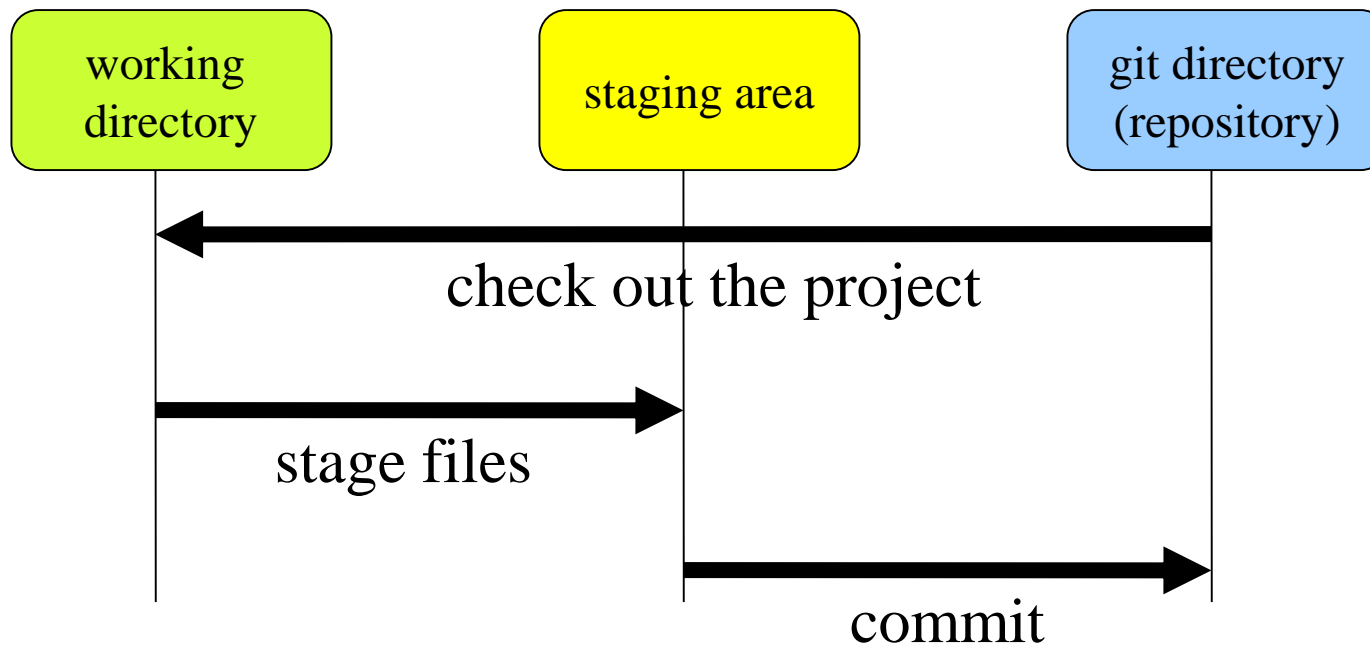 working
directory
staging area
git directory
(repository)
check out the project
stage files
commit